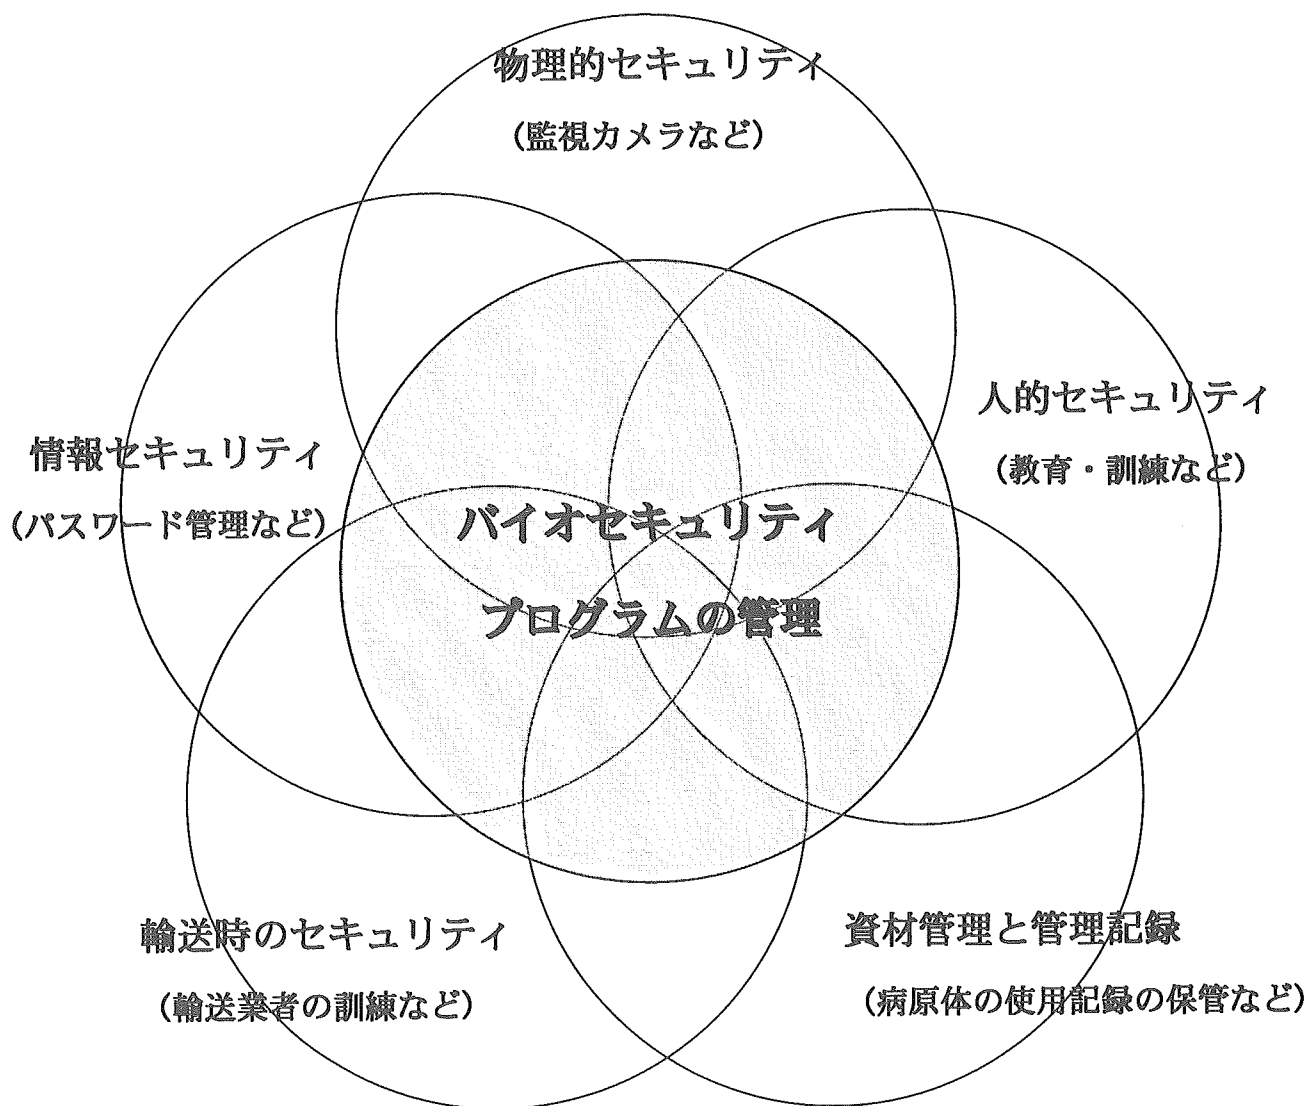 物理的セキュリティ
（監視カメラなど）
人的セキュリティ
（教育・訓練など）
情報セキュリティ
（パスワード管理など）
バイオセキュリティ
プログラムの管理
輸送時のセキュリティ
（輸送業者の訓練など）
資材管理と管理記録
（病原体の使用記録の保管など）